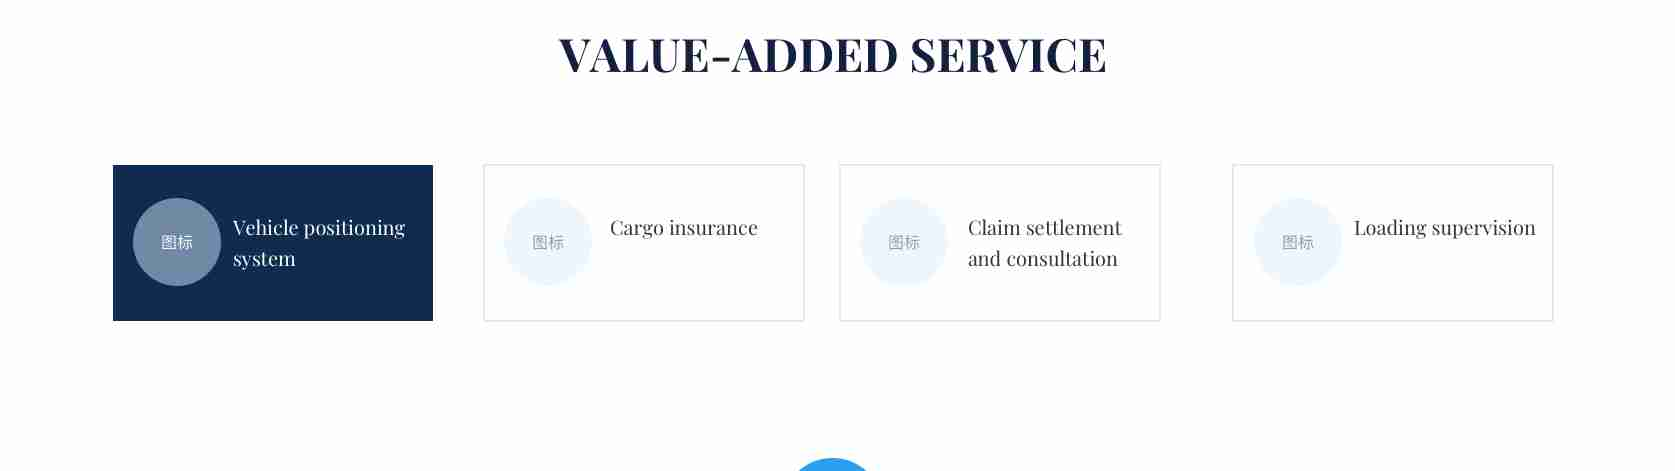 VALUE-ADDED SERVICE
图标
Vehicle positioning
system
图标
Cargo insurance
图标
Claim settlement
and consultation
图标
Loading supervision